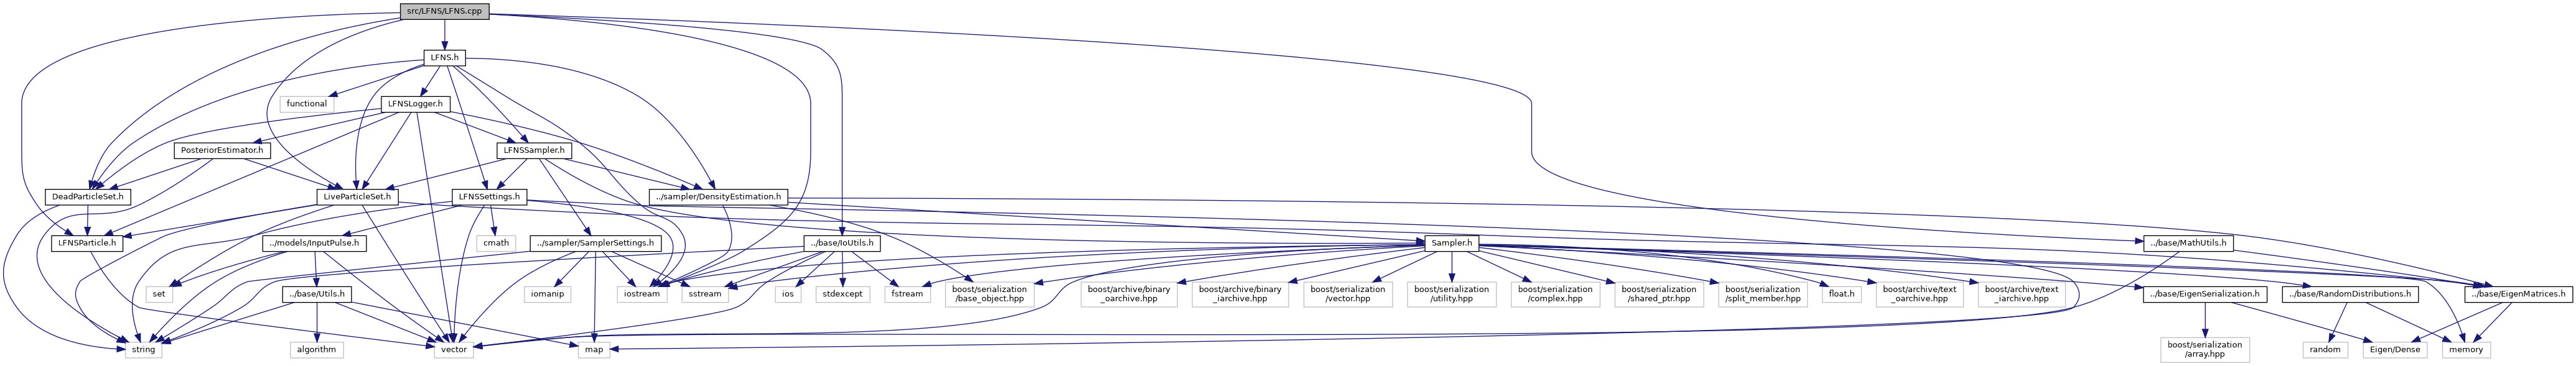 src/LFNS/LFNS.cpp
LFNS.h
functional
LFNSLogger.h
PosteriorEstimator.h
LFNSSampler.h
DeadParticleSet.h
LiveParticleSet.h
LFNSSettings.h
../sampler/DensityEstimation.h
LFNSParticle.h
../models/InputPulse.h
cmath
../sampler/SamplerSettings.h
../base/IoUtils.h
Sampler.h
../base/MathUtils.h
set
../base/Utils.h
iomanip
iostream
sstream
ios
stdexcept
fstream
boost/serialization
/base_object.hpp
boost/archive/binary
_oarchive.hpp
boost/archive/binary
_iarchive.hpp
boost/serialization
/vector.hpp
boost/serialization
/utility.hpp
boost/serialization
/complex.hpp
boost/serialization
/shared_ptr.hpp
boost/serialization
/split_member.hpp
float.h
boost/archive/text
_oarchive.hpp
boost/archive/text
_iarchive.hpp
../base/EigenSerialization.h
../base/RandomDistributions.h
../base/EigenMatrices.h
string
algorithm
vector
map
boost/serialization
/array.hpp
random
Eigen/Dense
memory